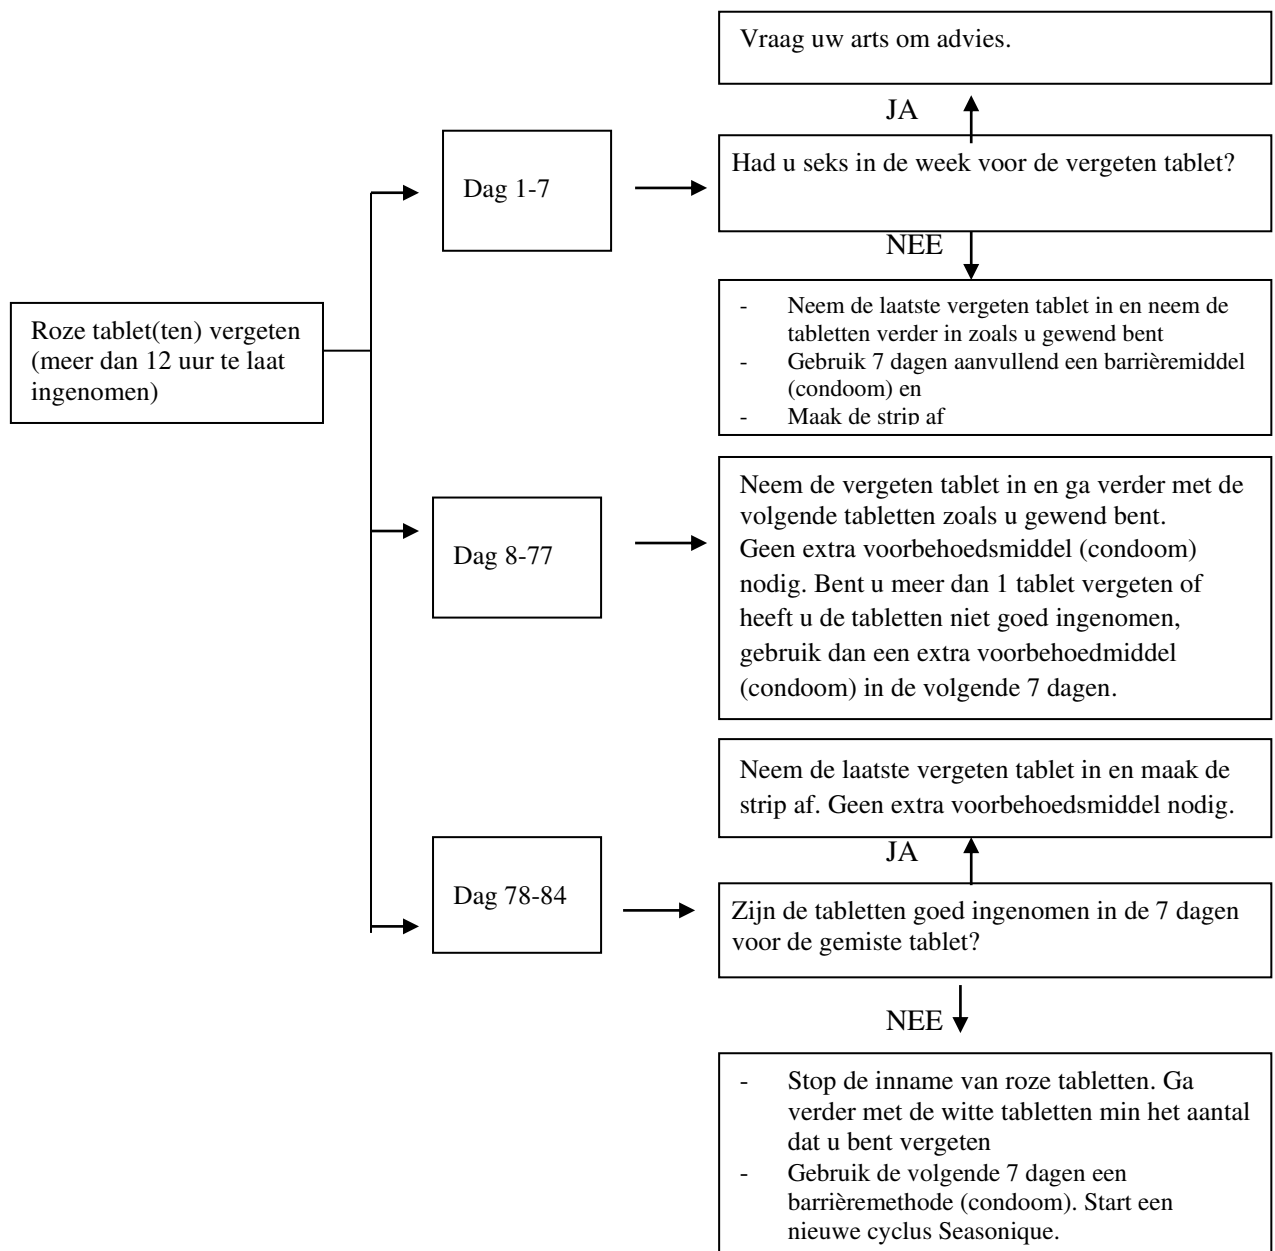 Vraag uw arts om advies.
JA
Dag 1-7
Had u seks in de week voor de vergeten tablet?
NEE
- Neem de laatste vergeten tablet in en neem de
tabletten verder in zoals u gewend bent
- Gebruik 7 dagen aanvullend een barrièremiddel
(condoom) en
- Maak de strip af
Roze tablet(ten) vergeten
(meer dan 12 uur te laat
ingenomen)
Dag 8-77
Neem de vergeten tablet in en ga verder met de
volgende tabletten zoals u gewend bent.
Geen extra voorbehoedsmiddel (condoom)
nodig. Bent u meer dan 1 tablet vergeten of
heeft u de tabletten niet goed ingenomen,
gebruik dan een extra voorbehoedmiddel
(condoom) in de volgende 7 dagen.
Neem de laatste vergeten tablet in en maak de
strip af. Geen extra voorbehoedsmiddel nodig.
JA
Dag 78-84
Zijn de tabletten goed ingenomen in de 7 dagen
voor de gemiste tablet?
NEE
- Stop de inname van roze tabletten. Ga
verder met de witte tabletten min het aantal
dat u bent vergeten
- Gebruik de volgende 7 dagen een
barrièremethode (condoom). Start een
nieuwe cyclus Seasonique.